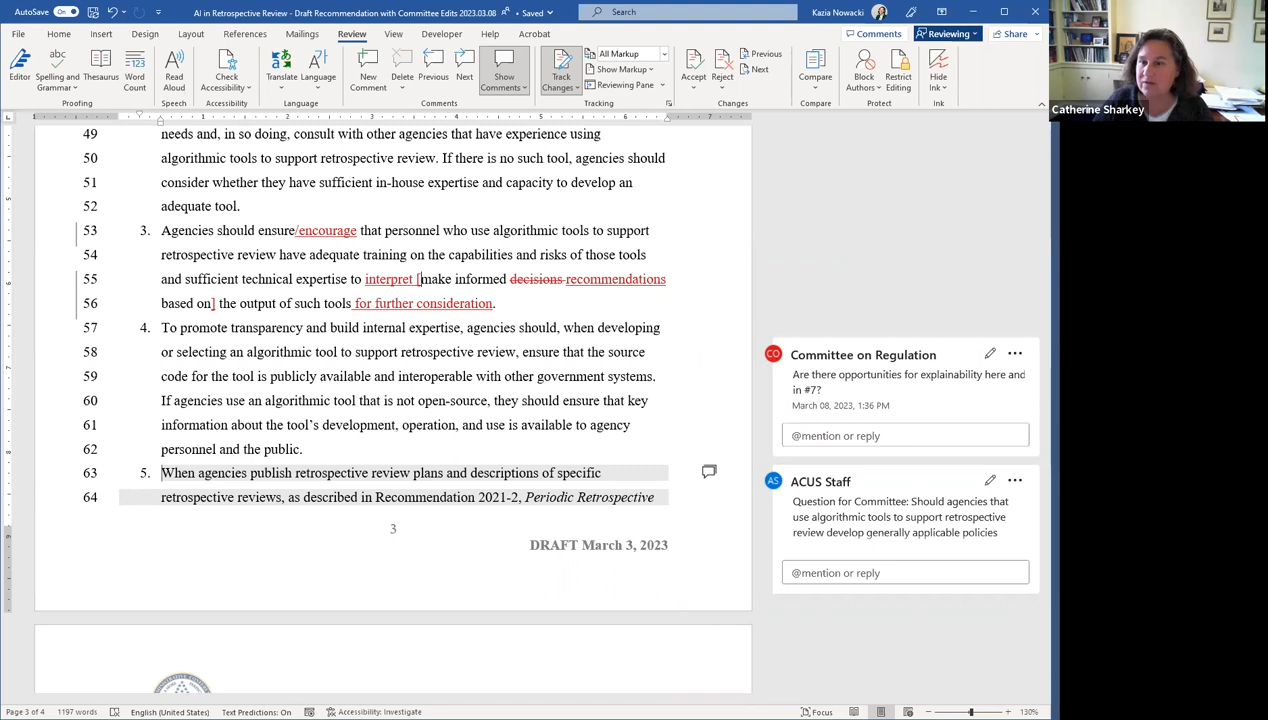 AutoSave On AI in Retrospective Review - Draft Recommendation with Committee Edits 2023.03.08 • Saved Search Kazia Nowacki
File Home Insert Design Layout References Mailings Review View Developer Help Acrobat Comments Reviewing Share
Editor Spelling and Grammar Thesaurus Word Count Read Aloud Check Accessibility Translate Language New Comment Delete Previous Next Show Comments Track Changes All Markup Show Markup Reviewing Pane Accept Reject Previous Next Compare Block Authors Restrict Editing Hide Ink
Proofing Speech Accessibility Language Comments Tracking Changes Compare Protect Ink
Catherine Sharkey
1 1 2 3 4 5 6 7
49 needs and, in so doing, consult with other agencies that have experience using
50 algorithmic tools to support retrospective review. If there is no such tool, agencies should
51 consider whether they have sufficient in-house expertise and capacity to develop an
52 adequate tool.
53 3. Agencies should ensure/encourage that personnel who use algorithmic tools to support
54 retrospective review have adequate training on the capabilities and risks of those tools
55 and sufficient technical expertise to interpret [make informed decisions recommendations
56 based on] the output of such tools for further consideration.
57 4. To promote transparency and build internal expertise, agencies should, when developing
58 or selecting an algorithmic tool to support retrospective review, ensure that the source
59 code for the tool is publicly available and interoperable with other government systems.
60 If agencies use an algorithmic tool that is not open-source, they should ensure that key
61 information about the tool's development, operation, and use is available to agency
62 personnel and the public.
63 5. When agencies publish retrospective review plans and descriptions of specific
64 retrospective reviews, as described in Recommendation 2021-2, Periodic Retrospective
3
DRAFT March 3, 2023
CO Committee on Regulation
Are there opportunities for explainability here and
in #7?
March 08, 2023, 1:36 PM
@mention or reply
AS ACUS Staff
Question for Committee: Should agencies that
use algorithmic tools to support retrospective
review develop generally applicable policies
@mention or reply
Page 3 of 4 1197 words English (United States) Text Predictions: On Accessibility: Investigate Focus 130%